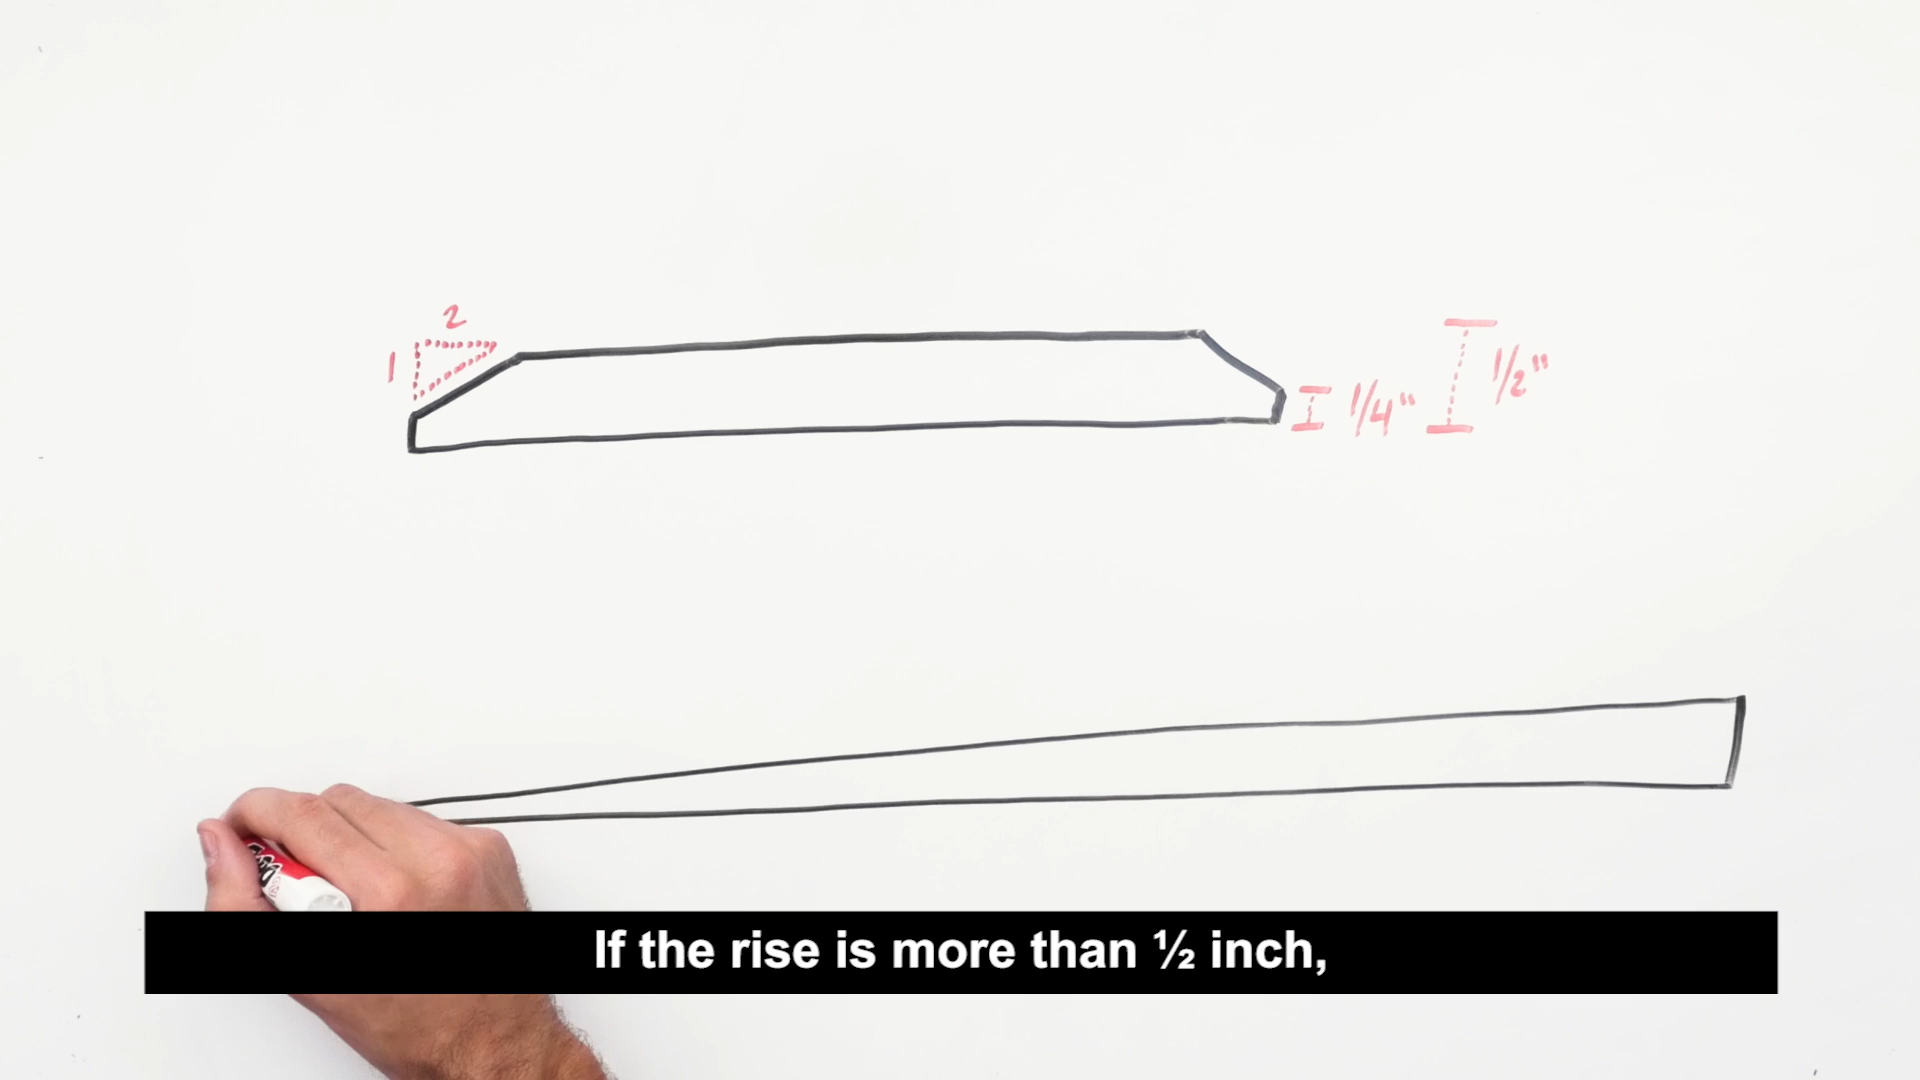 2
1
1/4"
1/2"
If the rise is more than ½ inch,